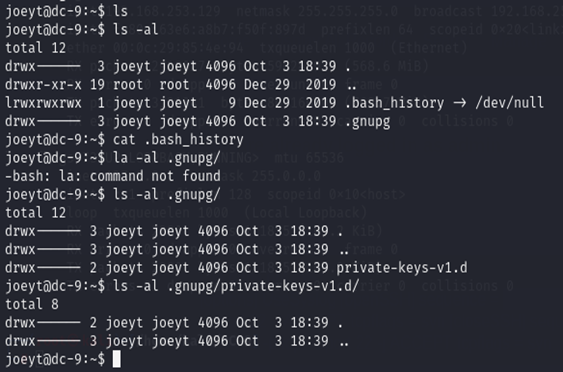 joeyt@dc-9:~$ ls
joeyt@dc-9:~$ ls -al
total 12
drwx------  3 joeyt joeyt 4096 Oct  3 18:39 .
drwxr-xr-x 19 root  root  4096 Dec 29  2019 ..
lrwxrwxrwx  1 joeyt joeyt    9 Dec 29  2019 .bash_history -> /dev/null
drwx------  3 joeyt joeyt 4096 Oct  3 18:39 .gnupg
joeyt@dc-9:~$ cat .bash_history
joeyt@dc-9:~$ la -al .gnupg/
-bash: la: command not found
joeyt@dc-9:~$ ls -al .gnupg/
total 12
drwx------ 3 joeyt joeyt 4096 Oct  3 18:39 .
drwx------ 3 joeyt joeyt 4096 Oct  3 18:39 ..
drwx------ 2 joeyt joeyt 4096 Oct  3 18:39 private-keys-v1.d
joeyt@dc-9:~$ ls -al .gnupg/private-keys-v1.d/
total 8
drwx------ 2 joeyt joeyt 4096 Oct  3 18:39 .
drwx------ 3 joeyt joeyt 4096 Oct  3 18:39 ..
joeyt@dc-9:~$